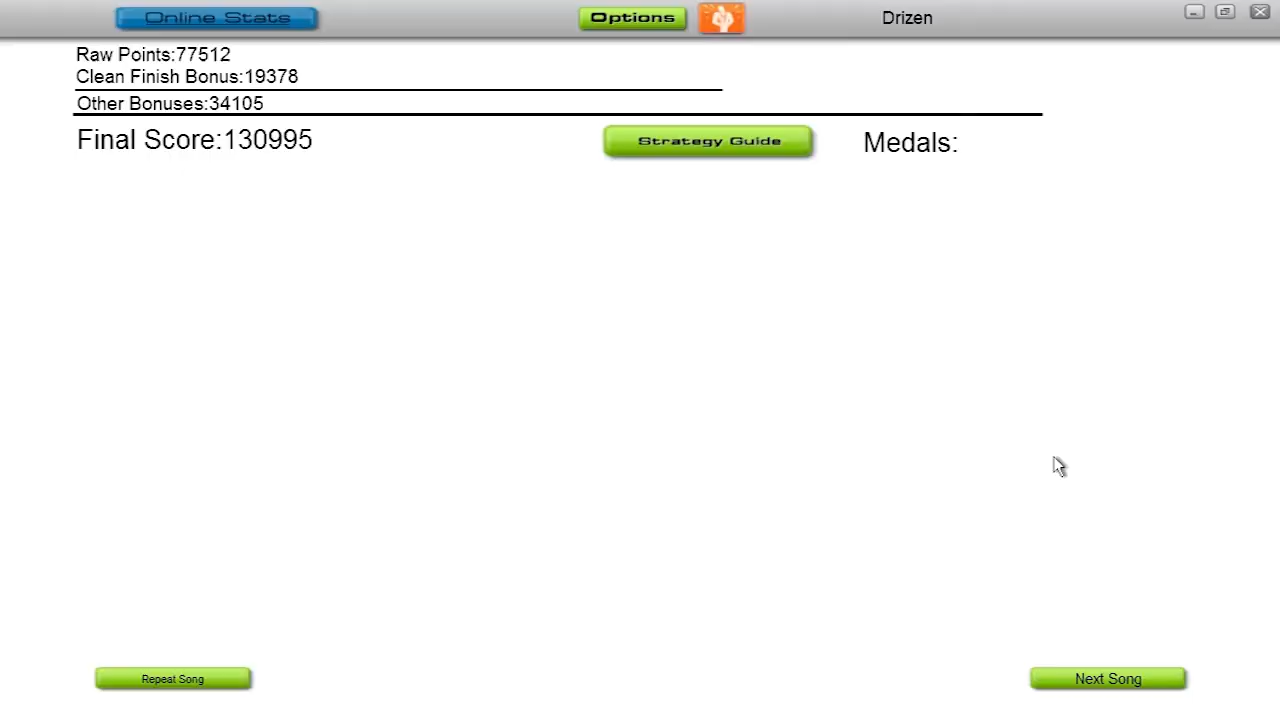 Online Stats
Options
Drizen
Raw Points:77512
Clean Finish Bonus:19378
Other Bonuses:34105
Final Score:130995
Strategy Guide
Medals:
Repeat Song
Next Song